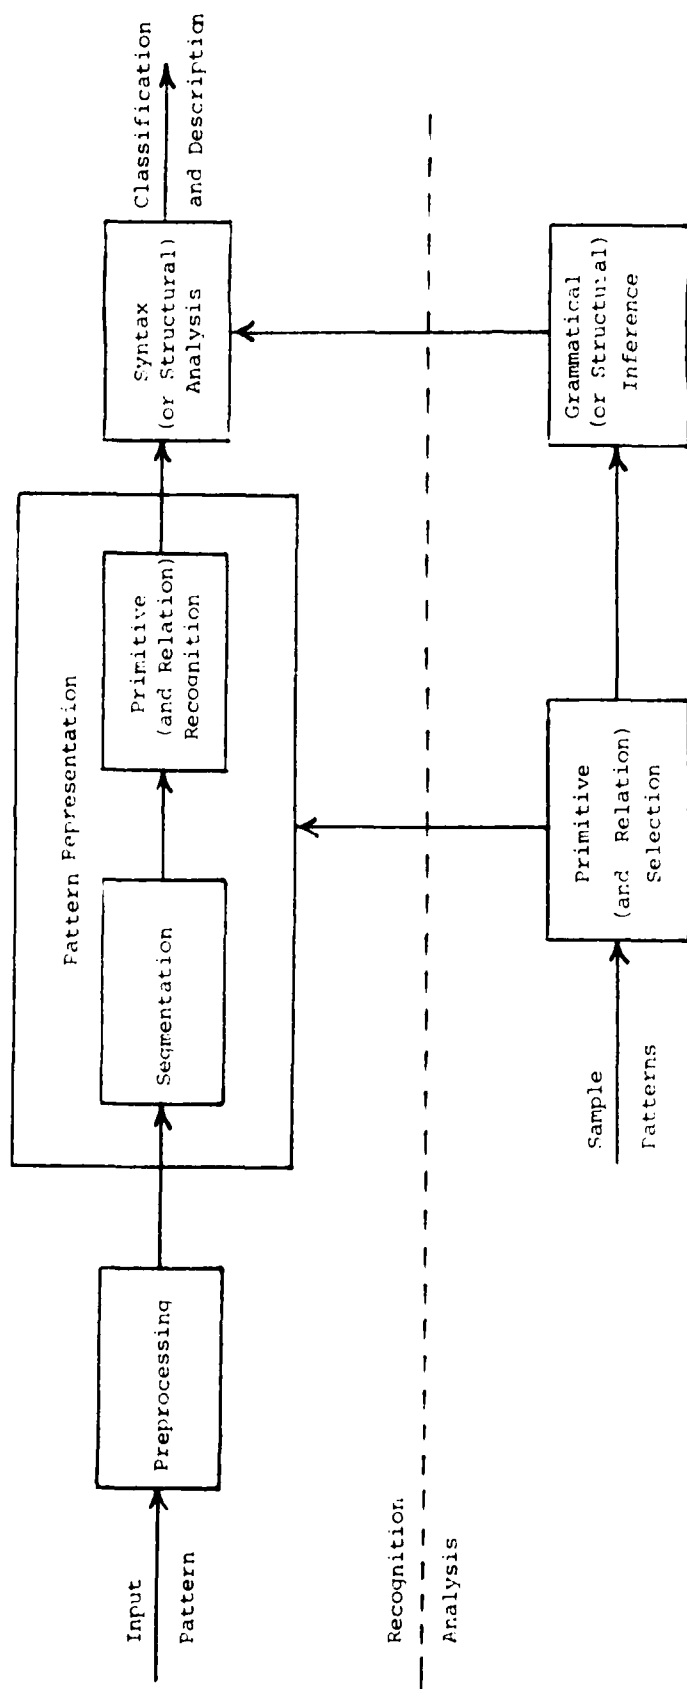 Input
Pattern
Preprocessing
Pattern Representation
Segmentation
Primitive
(and Relation)
Recognition
Syntax
(or Structural)
Analysis
Classification
and Description
Recognition
Analysis
Sample
Patterns
Primitive
(and Relation)
Selection
Grammatical
(or Structural)
Inference